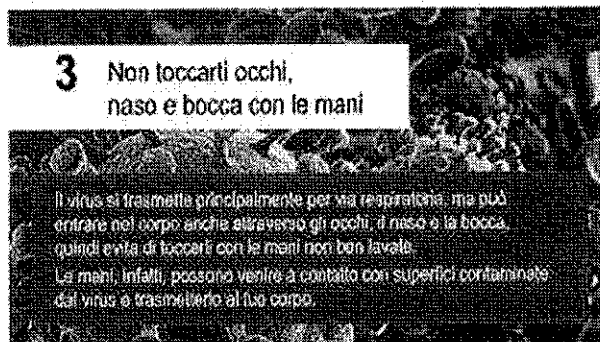 3 Non toccarti occhi,
naso e bocca con le mani
Il virus si trasmette principalmente per via respiratoria, ma può
entrare nel corpo anche attraverso gli occhi, il naso e la bocca,
quindi evita di toccarli con le mani non ben lavate.
Le mani, infatti, possono venire a contatto con superfici contaminate
dal virus e trasmetterlo al tuo corpo.